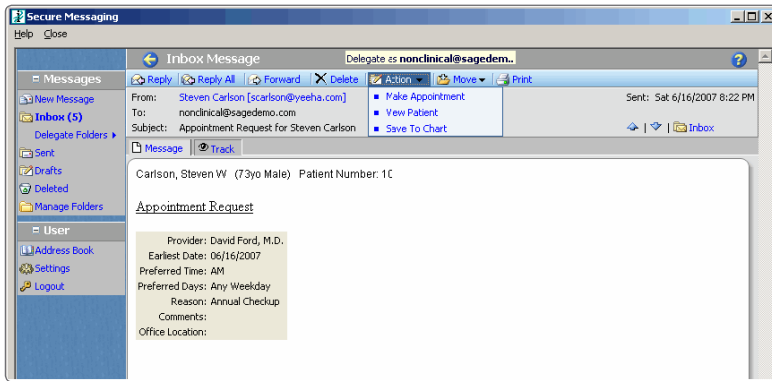 Secure Messaging
Help Close
Inbox Message
Delegate as nonclinical@sagedem..
Messages
Reply Reply All Forward Delete Action Move Print
New Message
Inbox (5)
Delegate Folders
Sent
Drafts
Deleted
Manage Folders
User
Address Book
Settings
Logout
From: Steven Carlson [scarlson@yeeha.com]
To: nonclinical@sagedemo.com
Subject: Appointment Request for Steven Carlson
Make Appointment
View Patient
Save To Chart
Sent: Sat 6/16/2007 8:22 PM
Inbox
Message Track
Carlson, Steven W (73yo Male) Patient Number: 10
Appointment Request
Provider: David Ford, M.D.
Earliest Date: 06/16/2007
Preferred Time: AM
Preferred Days: Any Weekday
Reason: Annual Checkup
Comments:
Office Location: